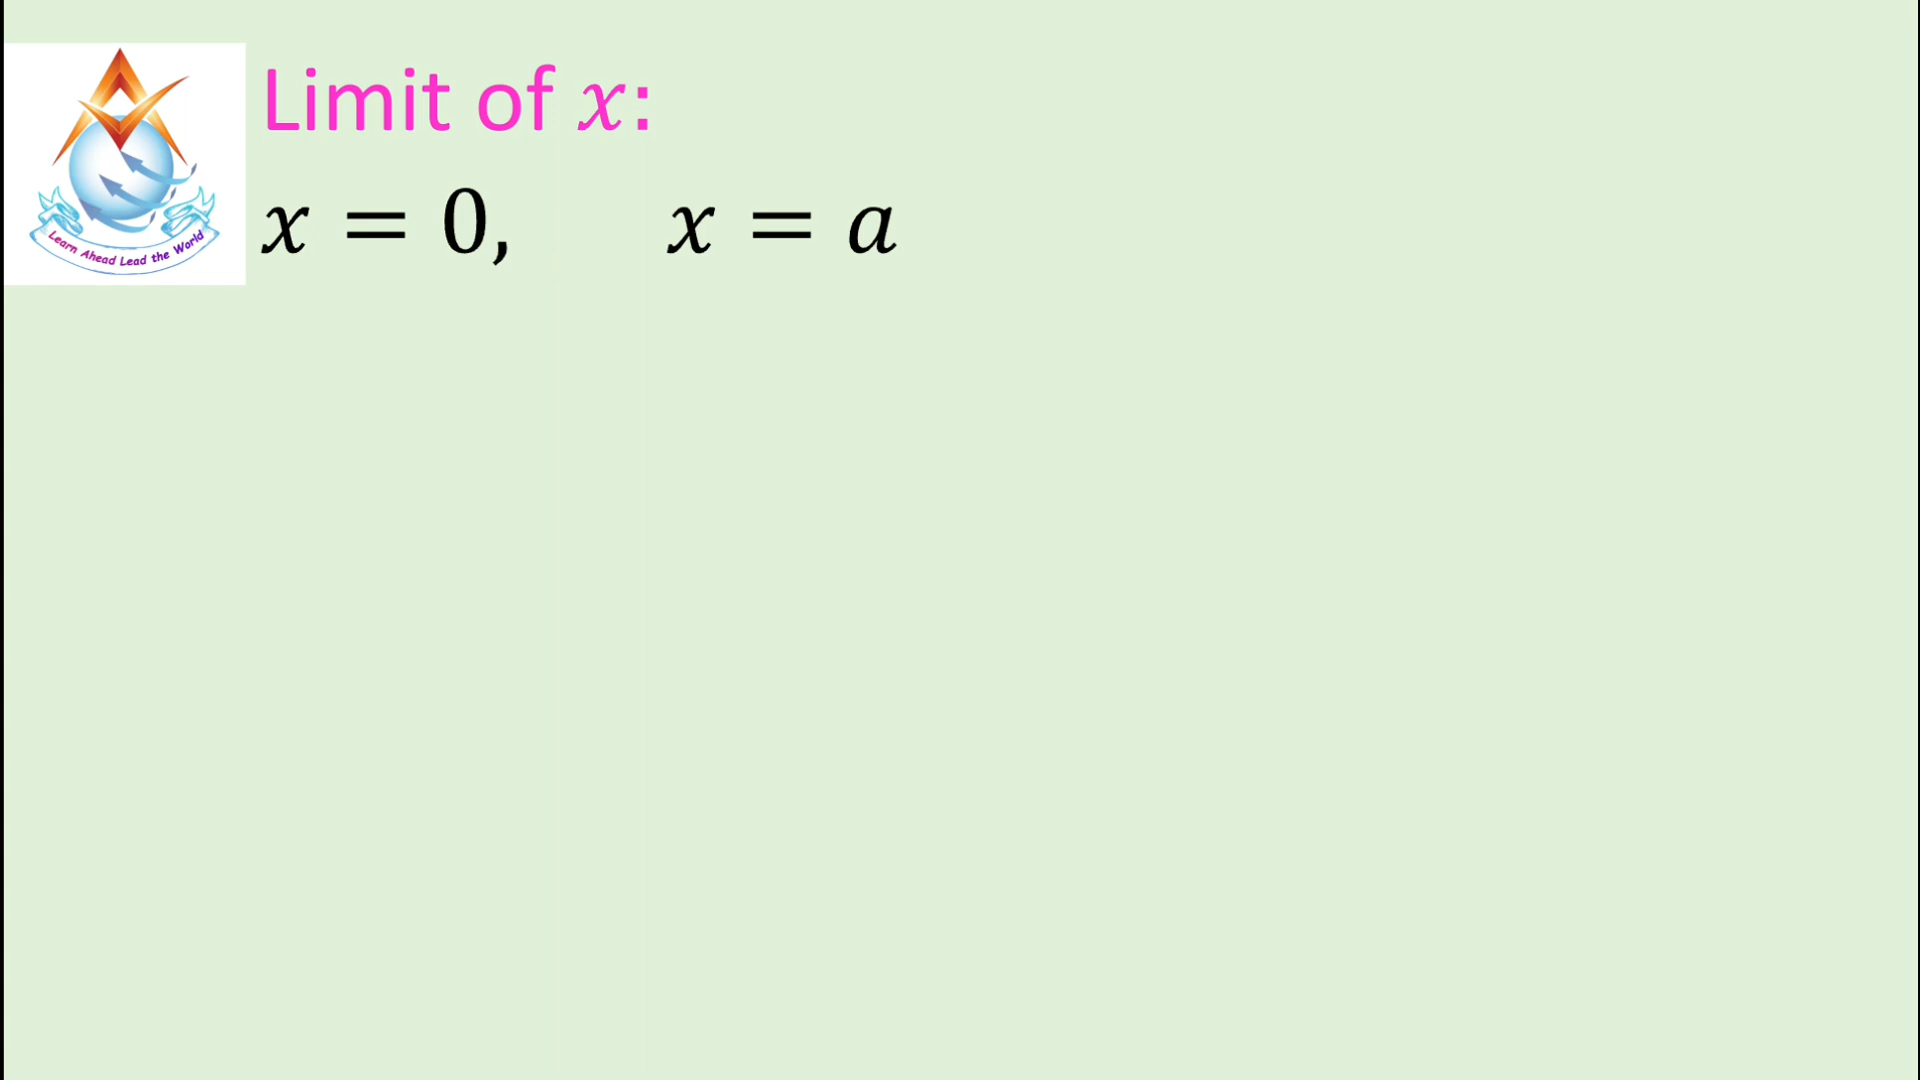 Limit of x:
x = 0, x = a
Learn Ahead Lead the World